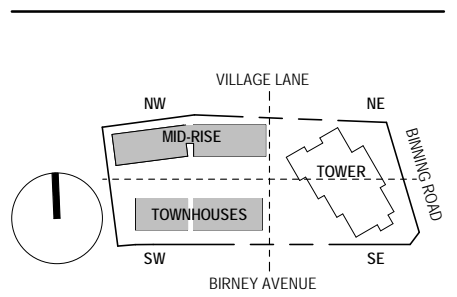 VILLAGE LANE
NW
NE
MID-RISE
BINNING ROAD
TOWER
TOWNHOUSES
SW
SE
BIRNEY AVENUE